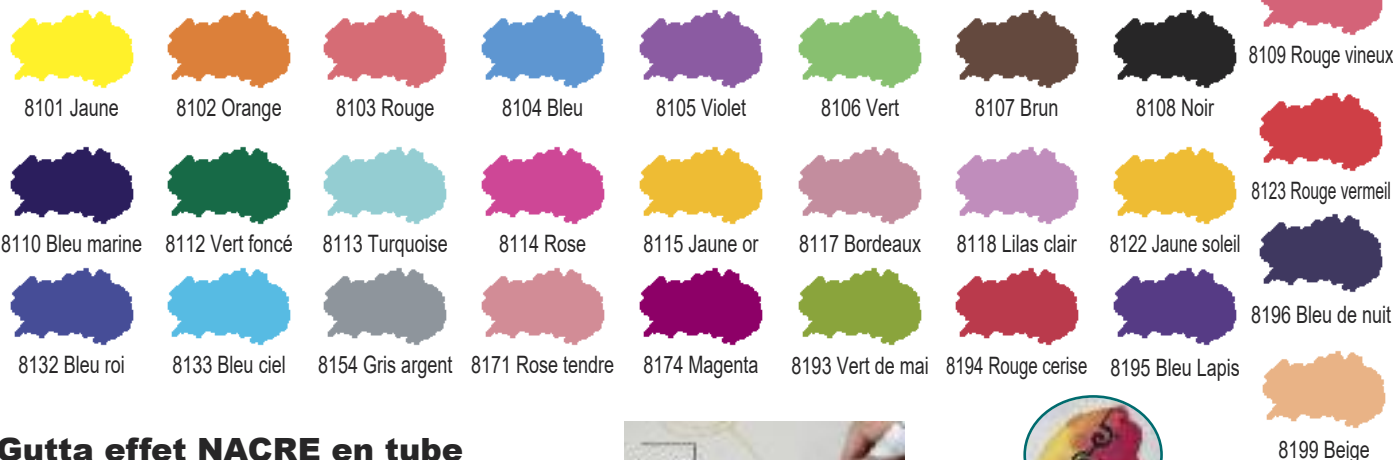 8101 Jaune
8102 Orange
8103 Rouge
8104 Bleu
8105 Violet
8106 Vert
8107 Brun
8108 Noir
8109 Rouge vineux
8110 Bleu marine
8112 Vert foncé
8113 Turquoise
8114 Rose
8115 Jaune or
8117 Bordeaux
8118 Lilas clair
8122 Jaune soleil
8123 Rouge vermeil
8132 Bleu roi
8133 Bleu ciel
8154 Gris argent
8171 Rose tendre
8174 Magenta
8193 Vert de mai
8194 Rouge cerise
8195 Bleu Lapis
8196 Bleu de nuit
8199 Beige
Gutta effet NACRE en tube